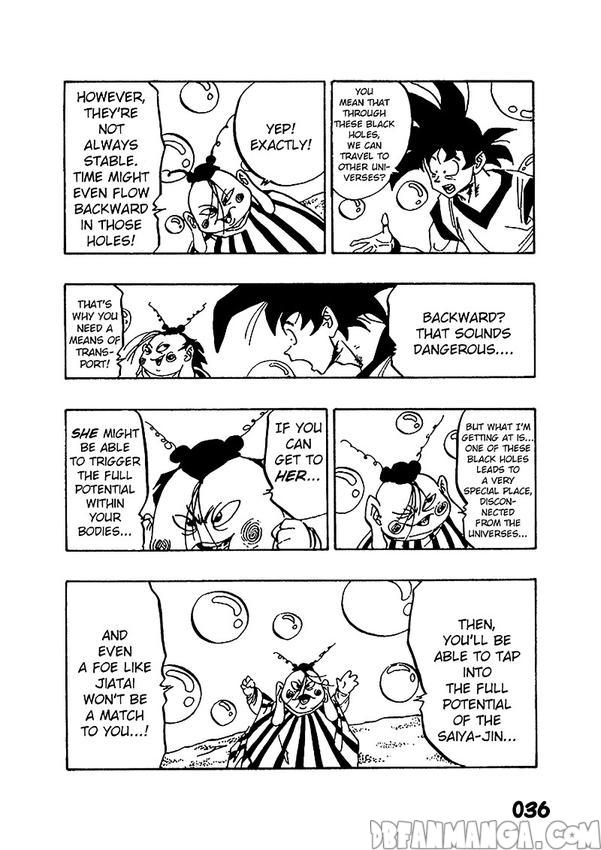 YOU
MEAN THAT
THROUGH
THESE BLACK
HOLES,
WE CAN
TRAVEL TO
OTHER UNI-
VERSES?
YEP!
EXACTLY!
HOWEVER,
THEY'RE
NOT
ALWAYS
STABLE.
TIME MIGHT
EVEN FLOW
BACKWARD
IN THOSE
HOLES!
BACKWARD?
THAT SOUNDS
DANGEROUS....
THAT'S
WHY YOU
NEED A
MEANS OF
TRANS-
PORT!
BUT WHAT I'M
GETTING AT IS...
ONE OF THESE
BLACK HOLES
LEADS TO
A VERY
SPECIAL PLACE,
DISCON-
NECTED
FROM THE
UNIVERSES...
IF YOU
CAN
GET TO
HER...
SHE MIGHT
BE ABLE
TO TRIGGER
THE FULL
POTENTIAL
WITHIN
YOUR
BODIES...
THEN,
YOU'LL BE
ABLE TO TAP
INTO
THE FULL
POTENTIAL
OF THE
SAIYA-JIN...
AND
EVEN
A FOE LIKE
JIATAI
WON'T BE
A MATCH
TO YOU...!
036
DBFANMANGA.COM